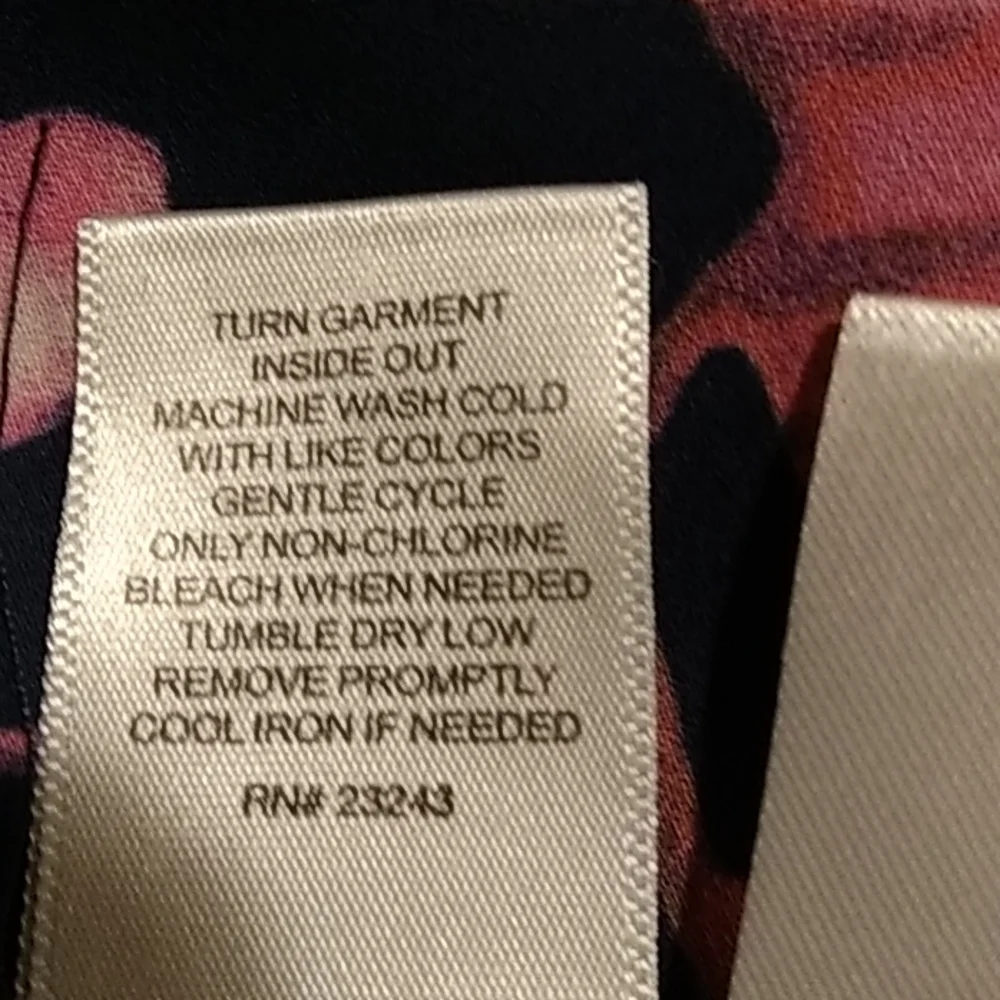 TURN GARMENT
INSIDE OUT
MACHINE WASH COLD
WITH LIKE COLORS
GENTLE CYCLE
ONLY NON-CHLORINE
BLEACH WHEN NEEDED
TUMBLE DRY LOW
REMOVE PROMPTLY
COOL IRON IF NEEDED
RN# 23243